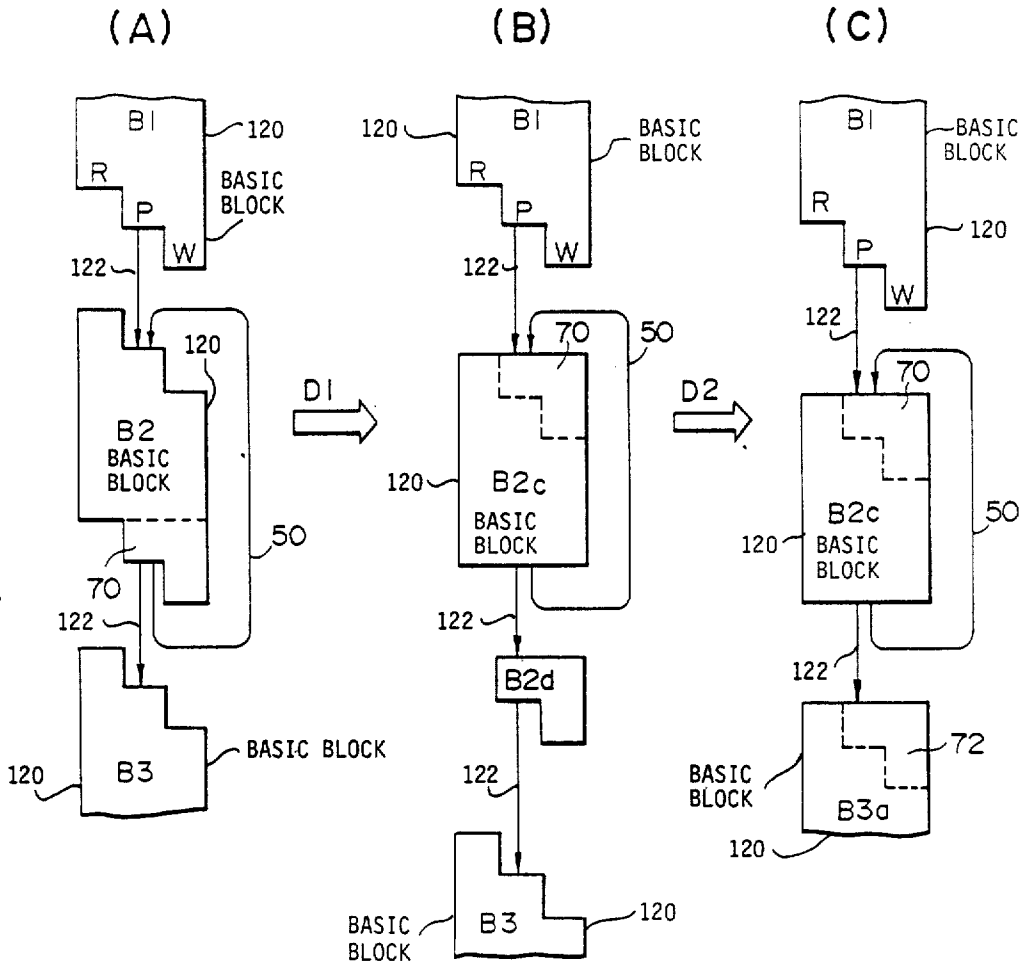 (A)
B1
120
R
P
BASIC
BLOCK
W
122
120
B2
BASIC
BLOCK
50
70
122
B3
BASIC BLOCK
120
D1
(B)
120
B1
BASIC
BLOCK
R
P
W
122
70
50
120
B2c
BASIC
BLOCK
122
B2d
122
BASIC
BLOCK
B3
120
D2
(C)
B1
BASIC
BLOCK
R
120
P
W
122
70
B2c
50
120
BASIC
BLOCK
122
72
BASIC
BLOCK
B3a
120